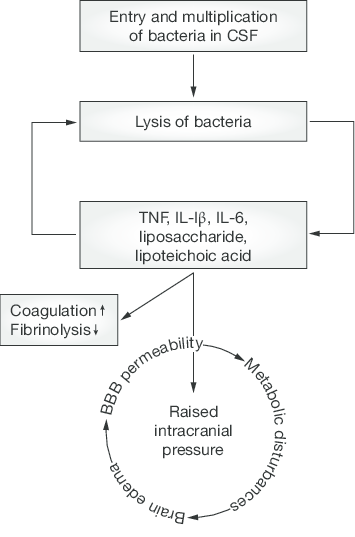 Entry and multiplication
of bacteria in CSF
Lysis of bacteria
TNF, IL-Iβ, IL-6,
liposaccharide,
lipoteichoic acid
Coagulation↑
Fibrinolysis↓
BBB permeability
Metabolic disturbances
Brain edema
Raised
intracranial
pressure